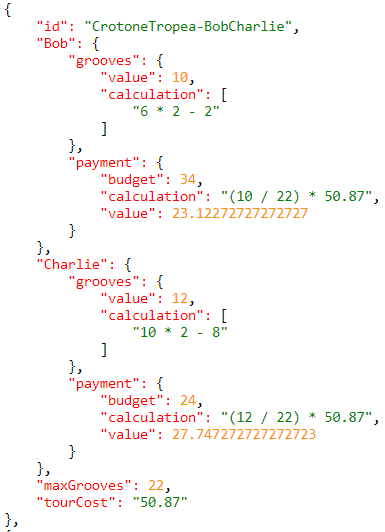 {
    "id": "CrotoneTropea-BobCharlie",
    "Bob": {
        "grooves": {
            "value": 10,
            "calculation": [
                "6 * 2 - 2"
            ]
        },
        "payment": {
            "budget": 34,
            "calculation": "(10 / 22) * 50.87",
            "value": 23.12272727272727
        }
    },
    "Charlie": {
        "grooves": {
            "value": 12,
            "calculation": [
                "10 * 2 - 8"
            ]
        },
        "payment": {
            "budget": 24,
            "calculation": "(12 / 22) * 50.87",
            "value": 27.747272727272723
        }
    },
    "maxGrooves": 22,
    "tourCost": "50.87"
},